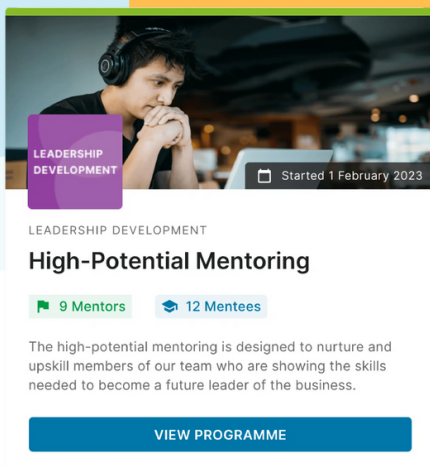 LEADERSHIP
DEVELOPMENT
Started 1 February 2023
LEADERSHIP DEVELOPMENT
High-Potential Mentoring
9 Mentors
12 Mentees
The high-potential mentoring is designed to nurture and
upskill members of our team who are showing the skills
needed to become a future leader of the business.
VIEW PROGRAMME